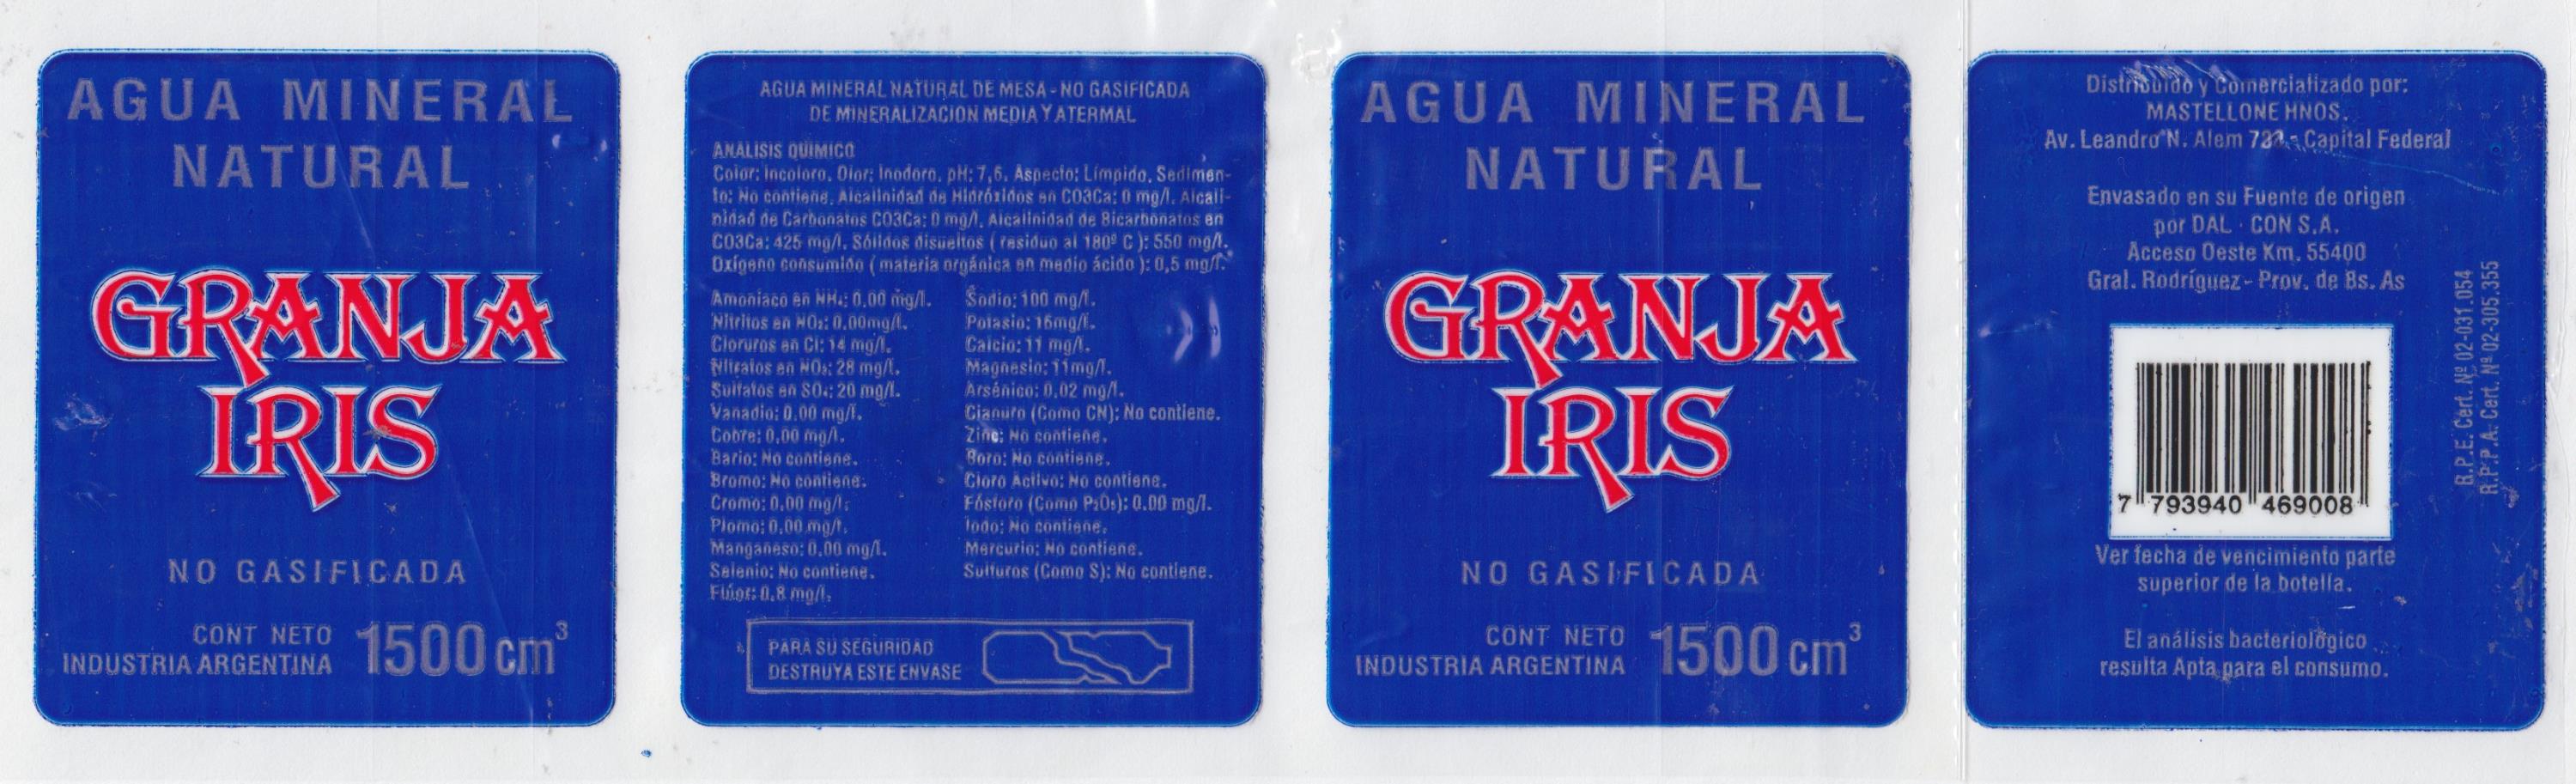 AGUA MINERAL
NATURAL
GRANJA
IRIS
NO GASIFICADA
CONT NETO
INDUSTRIA ARGENTINA
1500 cm³
AGUA MINERAL NATURAL DE MESA - NO GASIFICADA
DE MINERALIZACION MEDIA Y ATERMAL
ANALISIS QUIMICO
Color: Incoloro. Olor: Inodoro. pH: 7,6. Aspecto: Límpido. Sedimen-
to: No contiene. Alcalinidad de Hidróxidos en CO3Ca: 0 mg/l. Alcali-
nidad de Carbonatos CO3Ca: 0 mg/l. Alcalinidad de Bicarbonatos en
CO3Ca: 425 mg/l. Sólidos disueltos ( residuo al 180º C ): 550 mg/l.
Oxígeno consumido ( materia orgánica en medio ácido ): 0,5 mg/l.
Amoníaco en NH₄: 0,00 mg/l.
Nitritos en NO₂: 0,00mg/l.
Cloruros en Cl: 14 mg/l.
Nitratos en NO₃: 28 mg/l.
Sulfatos en SO₄: 20 mg/l.
Vanadio: 0.00 mg/l.
Cobre: 0,00 mg/l.
Bario: No contiene.
Bromo: No contiene.
Cromo: 0,00 mg/l.
Plomo: 0,00 mg/l.
Manganeso: 0,00 mg/l.
Selenio: No contiene.
Flúor: 0,8 mg/l.
Sodio: 100 mg/l.
Potasio: 16mg/l.
Calcio: 11 mg/l.
Magnesio: 11mg/l.
Arsénico: 0,02 mg/l.
Cianuro (Como CN): No contiene.
Zinc: No contiene.
Boro: No contiene.
Cloro Activo: No contiene.
Fósforo (Como P₂O₅): 0.00 mg/l.
Iodo: No contiene.
Mercurio: No contiene.
Sulfuros (Como S): No contiene.
PARA SU SEGURIDAD
DESTRUYA ESTE ENVASE
AGUA MINERAL
NATURAL
GRANJA
IRIS
NO GASIFICADA
CONT NETO
INDUSTRIA ARGENTINA
1500 cm³
Distribuido y Comercializado por:
MASTELLONE HNOS.
Av. Leandro N. Alem - Capital Federal
Envasado en su Fuente de origen
por DAL - CON S.A.
Acceso Oeste Km. 55400
Gral. Rodríguez - Prov. de Bs. As
R.P.E. Cert. Nº 02-031.054
R.P.P.A. Cert. Nº 02-305.355
7 793940 469008
Ver fecha de vencimiento parte
superior de la botella.
El análisis bacteriológico
resulta Apta para el consumo.